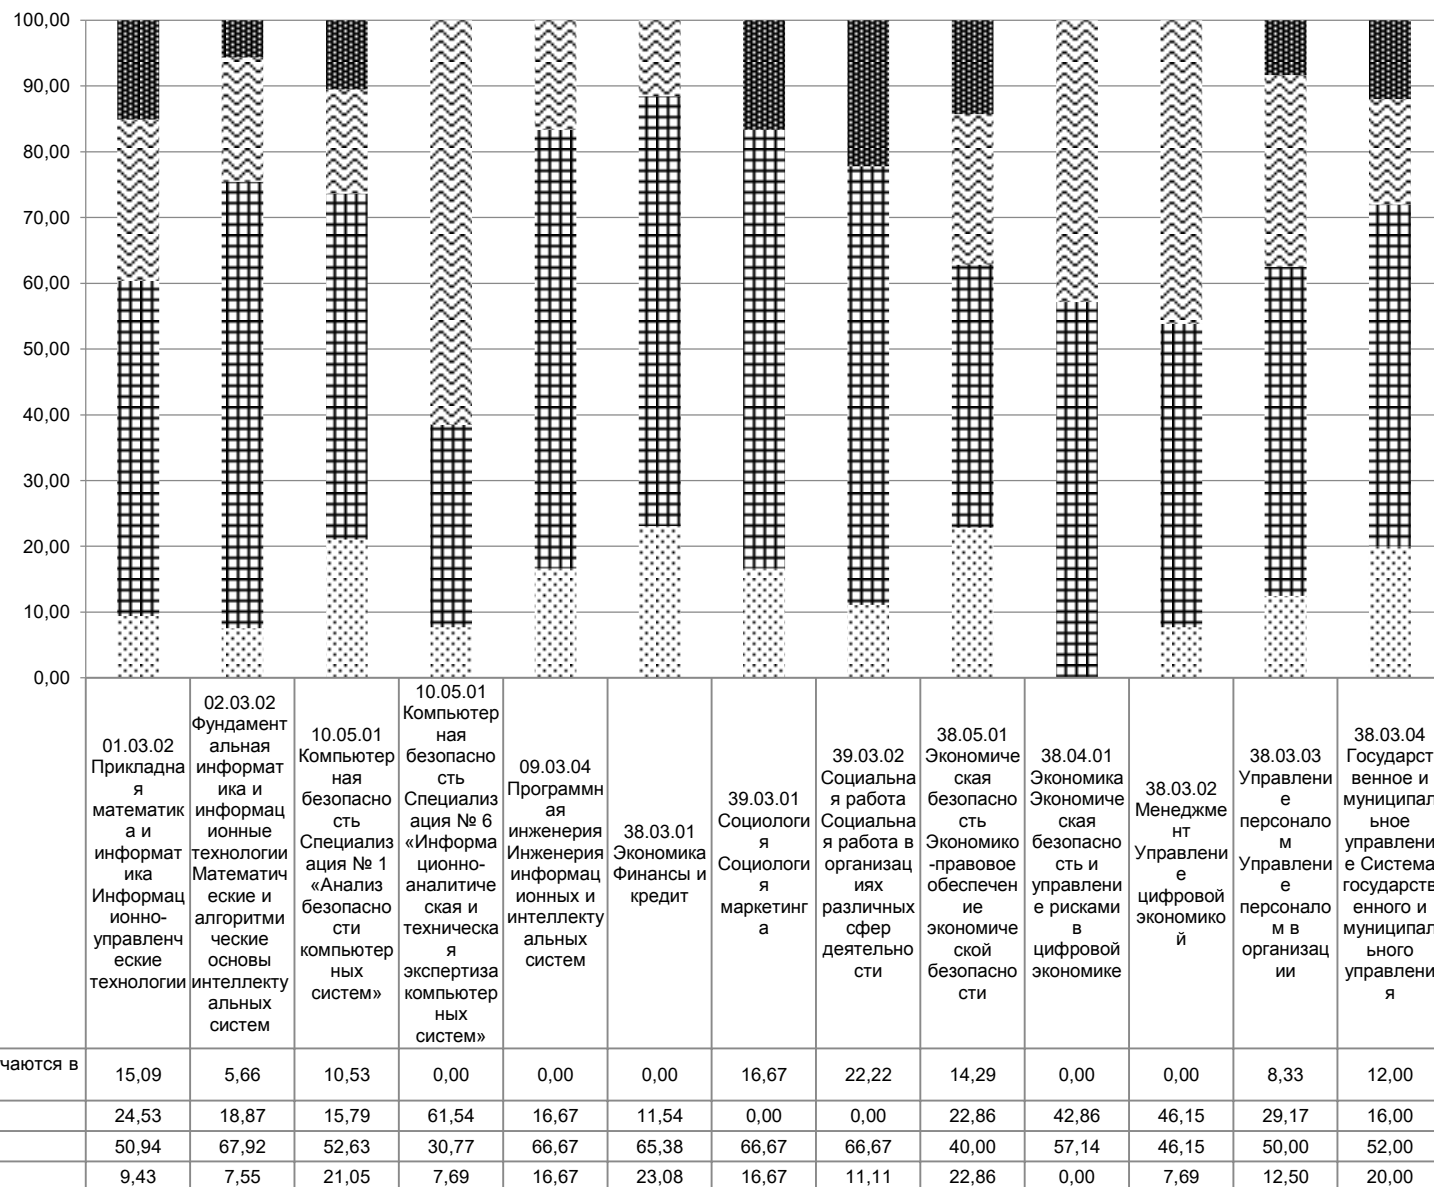 100,00
90,00
80,00
70,00
60,00
50,00
40,00
30,00
20,00
10,00
0,00
01.03.02
Прикладна
я
математик
а и
информат
ика
Информац
ионно-
управленч
еские
технологии
02.03.02
Фундамент
альная
информат
ика и
информац
ионные
технологии
Математич
еские и
алгоритми
ческие
основы
интеллекту
альных
систем
10.05.01
Компьютер
ная
безопасно
сть
Специализ
ация № 1
«Анализ
безопасно
сти
компьютер
ных
систем»
10.05.01
Компьютер
ная
безопасно
сть
Специализ
ация № 6
«Информа
ционно-
аналитиче
ская и
техническа
я
экспертиза
компьютер
ных
систем»
09.03.04
Программн
ая
инженерия
Инженерия
информац
ионных и
интеллекту
альных
систем
38.03.01
Экономика
Финансы и
кредит
39.03.01
Социологи
я
Социологи
я
маркетинг
а
39.03.02
Социальна
я работа
Социальна
я работа в
организац
иях
различных
сфер
деятельно
сти
38.05.01
Экономиче
ская
безопасно
сть
Экономико
-правовое
обеспечен
ие
экономиче
ской
безопасно
сти
38.04.01
Экономика
Экономиче
ская
безопасно
сть и
управлени
е рисками
в
цифровой
экономике
38.03.02
Менеджме
нт
Управлени
е
цифровой
экономико
й
38.03.03
Управлени
е
персонало
м
Управлени
е
персонало
м в
организац
ии
38.03.04
Государст
венное и
муниципал
ьное
управлени
е Система
государств
енного и
муниципал
ьного
управлени
я
чаются в 15,09 5,66 10,53 0,00 0,00 0,00 16,67 22,22 14,29 0,00 0,00 8,33 12,00
24,53 18,87 15,79 61,54 16,67 11,54 0,00 0,00 22,86 42,86 46,15 29,17 16,00
50,94 67,92 52,63 30,77 66,67 65,38 66,67 66,67 40,00 57,14 46,15 50,00 52,00
9,43 7,55 21,05 7,69 16,67 23,08 16,67 11,11 22,86 0,00 7,69 12,50 20,00